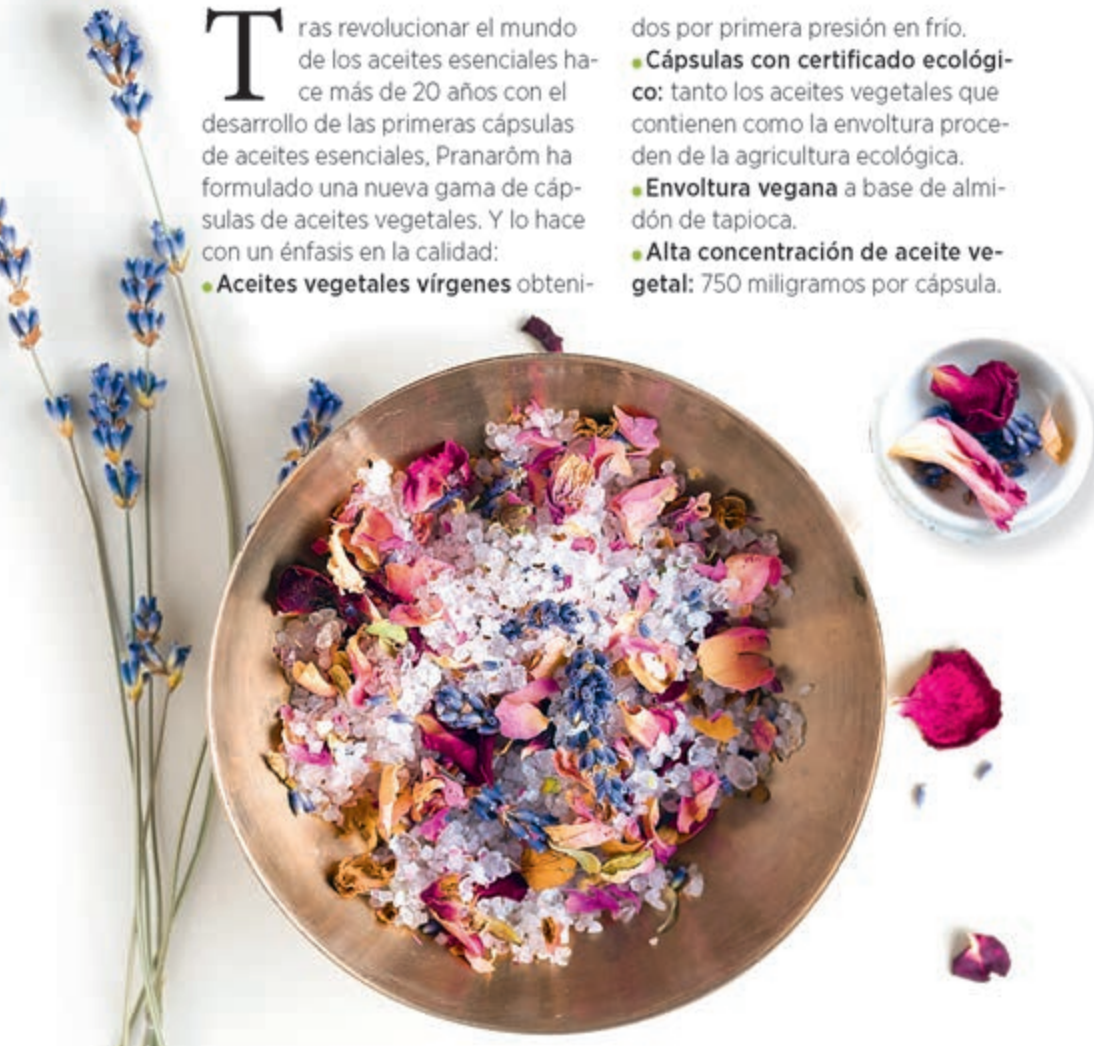 Tras revolucionar el mundo
de los aceites esenciales ha-
ce más de 20 años con el
desarrollo de las primeras cápsulas
de aceites esenciales, Pranarôm ha
formulado una nueva gama de cáp-
sulas de aceites vegetales. Y lo hace
con un énfasis en la calidad:
• Aceites vegetales vírgenes obteni-
dos por primera presión en frío.
• Cápsulas con certificado ecológi-
co: tanto los aceites vegetales que
contienen como la envoltura proce-
den de la agricultura ecológica.
• Envoltura vegana a base de almi-
dón de tapioca.
• Alta concentración de aceite ve-
getal: 750 miligramos por cápsula.